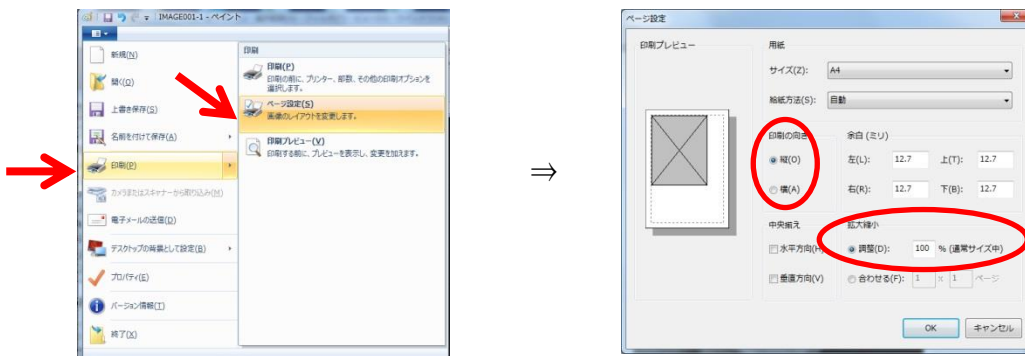 IMAGE001-1 - ペイント
新規(N)
開く(O)
上書き保存(S)
名前を付けて保存(A)
印刷(P)
カメラまたはスキャナーから取り込み(M)
電子メールの送信(D)
デスクトップの背景として設定(B)
プロパティ(E)
バージョン情報(T)
終了(X)
印刷
印刷(P)
印刷の前に、プリンター、部数、その他の印刷オプションを
選択します。
ページ設定(S)
画像のレイアウトを変更します。
印刷プレビュー(V)
印刷する前に、プレビューを表示し、変更を加えます。
⇒
ページ設定
印刷プレビュー
用紙
サイズ(Z): A4
給紙方法(S): 自動
印刷の向き
縦(O)
横(A)
余白 (ミリ)
左(L): 12.7 上(T): 12.7
右(R): 12.7 下(B): 12.7
中央揃え
水平方向(H)
垂直方向(V)
拡大縮小
調整(D): 100 % (通常サイズ中)
合わせる(F): 1 x 1 ページ
OK キャンセル